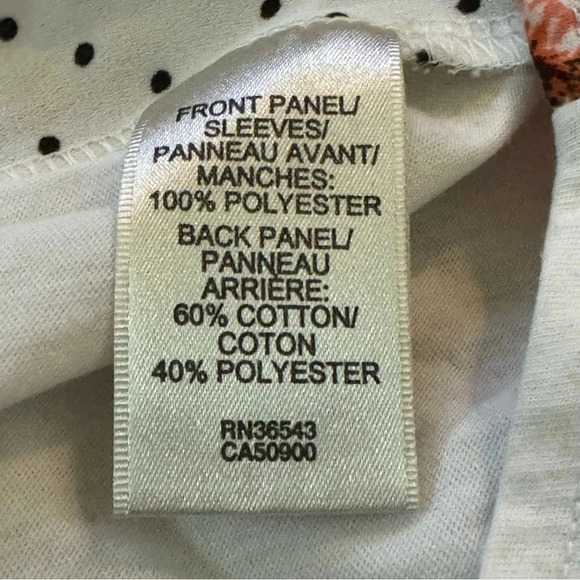 FRONT PANEL/
SLEEVES/
PANNEAU AVANT/
MANCHES:
100% POLYESTER
BACK PANEL/
PANNEAU
ARRIÈRE:
60% COTTON/
COTON
40% POLYESTER
RN36543
CA50900